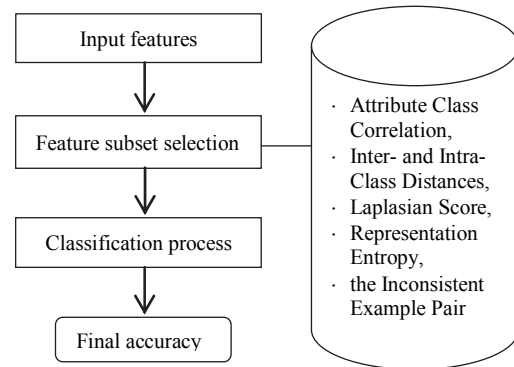 Input features
Feature subset selection
Classification process
Final accuracy
· Attribute Class
Correlation,
· Inter- and Intra-
Class Distances,
· Laplasian Score,
· Representation
Entropy,
· the Inconsistent
Example Pair